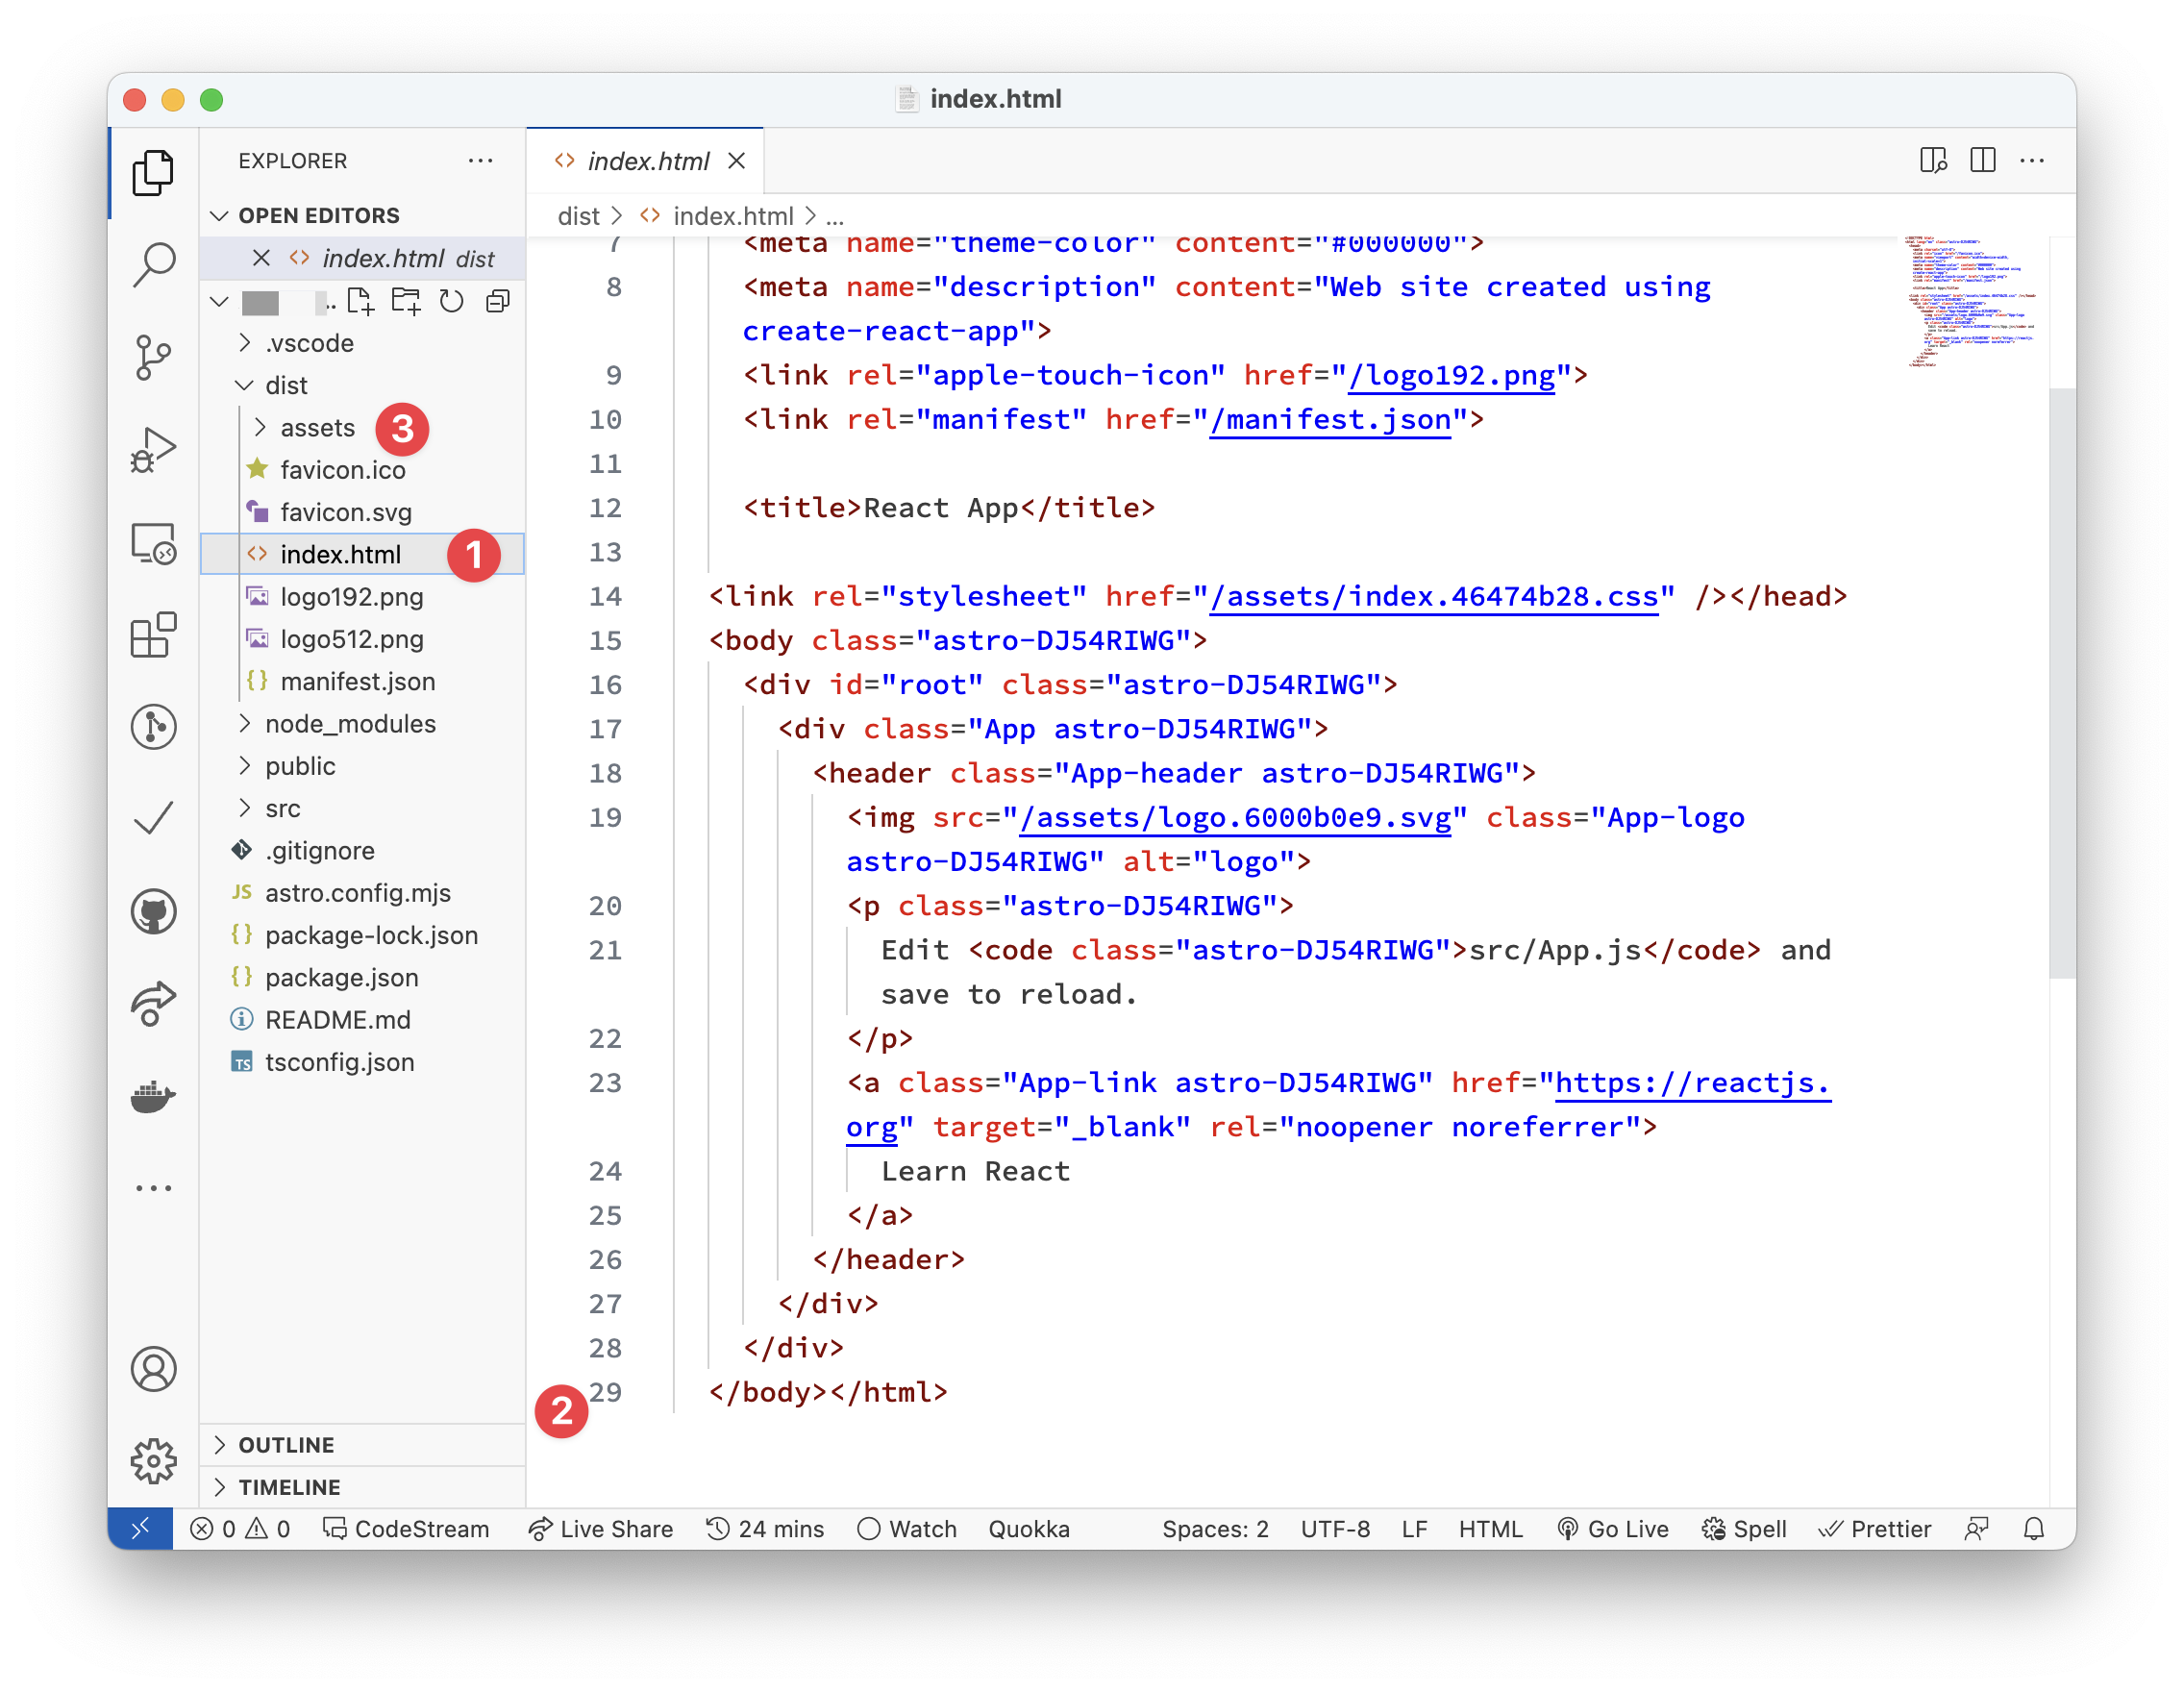 index.html
EXPLORER
OPEN EDITORS
index.html dist
.vscode
dist
assets 3
favicon.ico
favicon.svg
index.html 1
logo192.png
logo512.png
manifest.json
node_modules
public
src
.gitignore
JS astro.config.mjs
{} package-lock.json
{} package.json
README.md
TS tsconfig.json
OUTLINE
TIMELINE
<> index.html
dist > <> index.html > ...
7 <meta name="theme-color" content="#000000">
8 <meta name="description" content="Web site created using
create-react-app">
9 <link rel="apple-touch-icon" href="/logo192.png">
10 <link rel="manifest" href="/manifest.json">
11
12 <title>React App</title>
13
14 <link rel="stylesheet" href="/assets/index.46474b28.css" /></head>
15 <body class="astro-DJ54RIWG">
16 <div id="root" class="astro-DJ54RIWG">
17 <div class="App astro-DJ54RIWG">
18 <header class="App-header astro-DJ54RIWG">
19 <img src="/assets/logo.6000b0e9.svg" class="App-logo
astro-DJ54RIWG" alt="logo">
20 <p class="astro-DJ54RIWG">
21 Edit <code class="astro-DJ54RIWG">src/App.js</code> and
save to reload.
22 </p>
23 <a class="App-link astro-DJ54RIWG" href="https://reactjs.
org" target="_blank" rel="noopener noreferrer">
24 Learn React
25 </a>
26 </header>
27 </div>
28 </div>
2 29 </body></html>
0 0 CodeStream Live Share 24 mins Watch Quokka Spaces: 2 UTF-8 LF HTML Go Live Spell Prettier